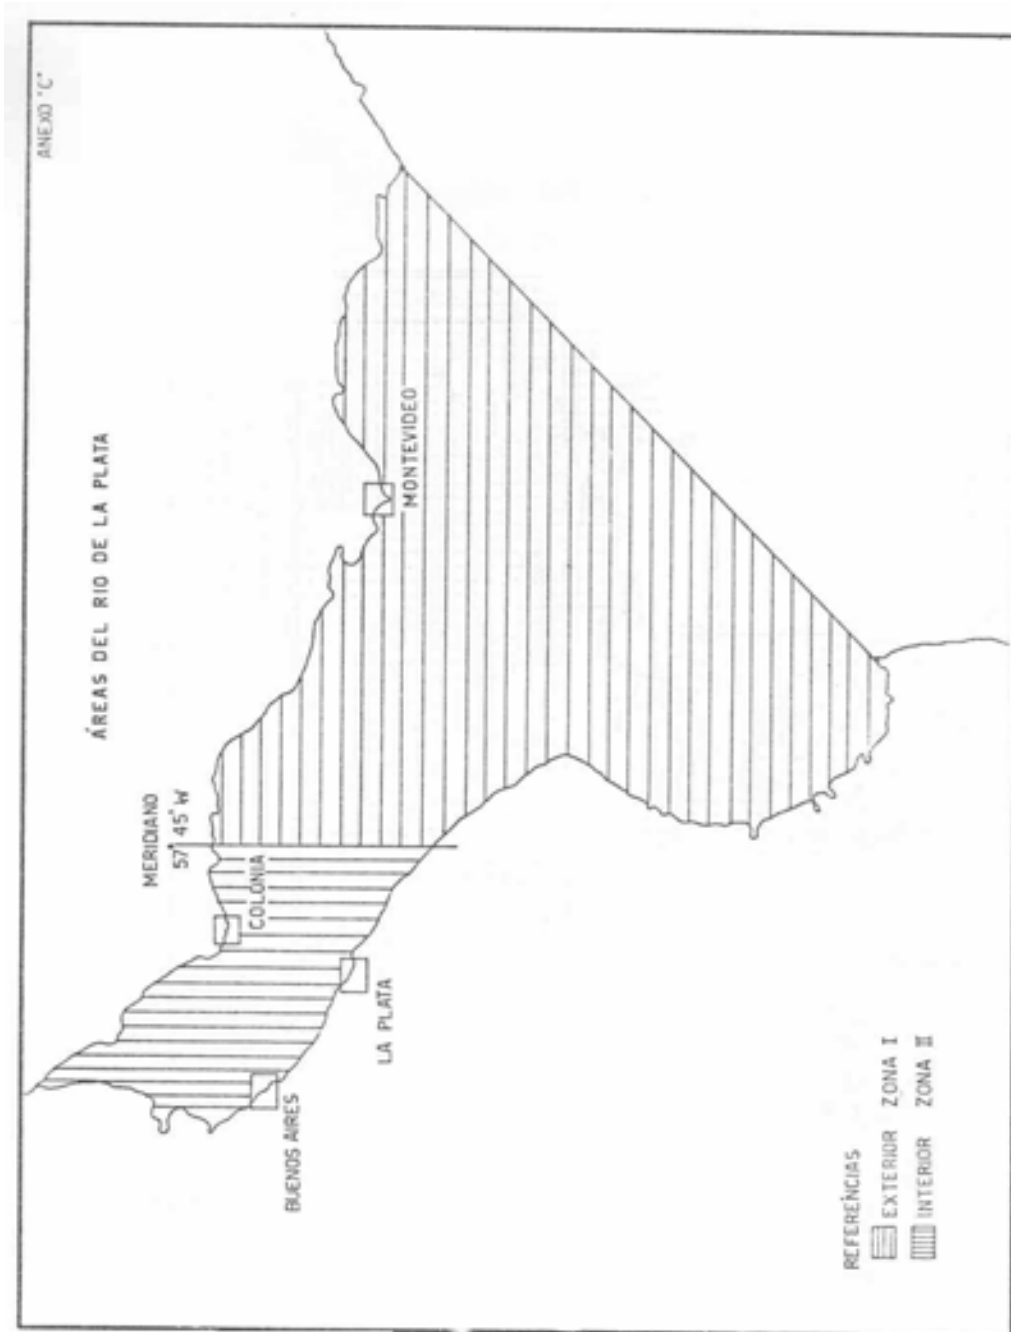 ANEXO "C"
ÁREAS DEL RIO DE LA PLATA
MERIDIANO
57° 45' W
COLONIA
MONTEVIDEO
LA PLATA
BUENOS AIRES
REFERENCIAS
EXTERIOR ZONA I
INTERIOR ZONA II